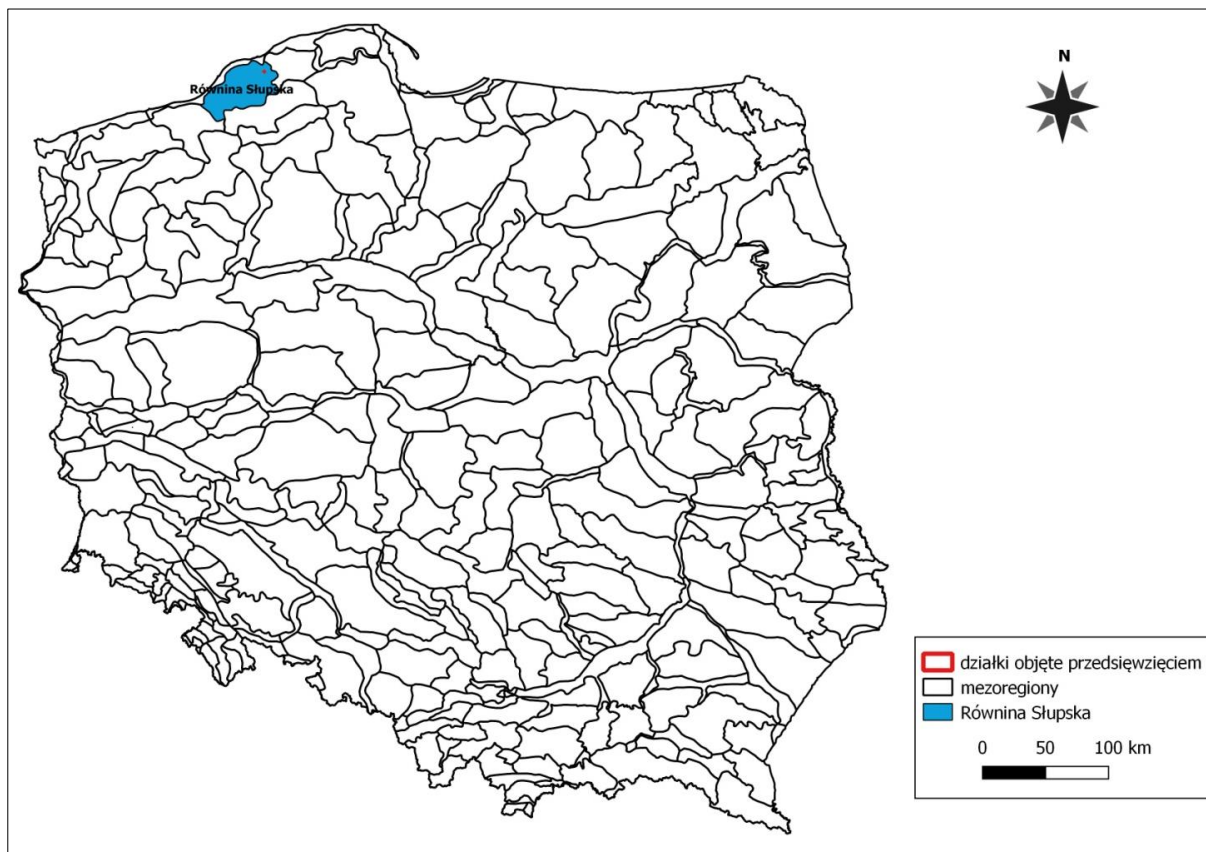 N
Równina Słupska
działki objęte przedsięwzięciem
mezoregiony
Równina Słupska
0 50 100 km